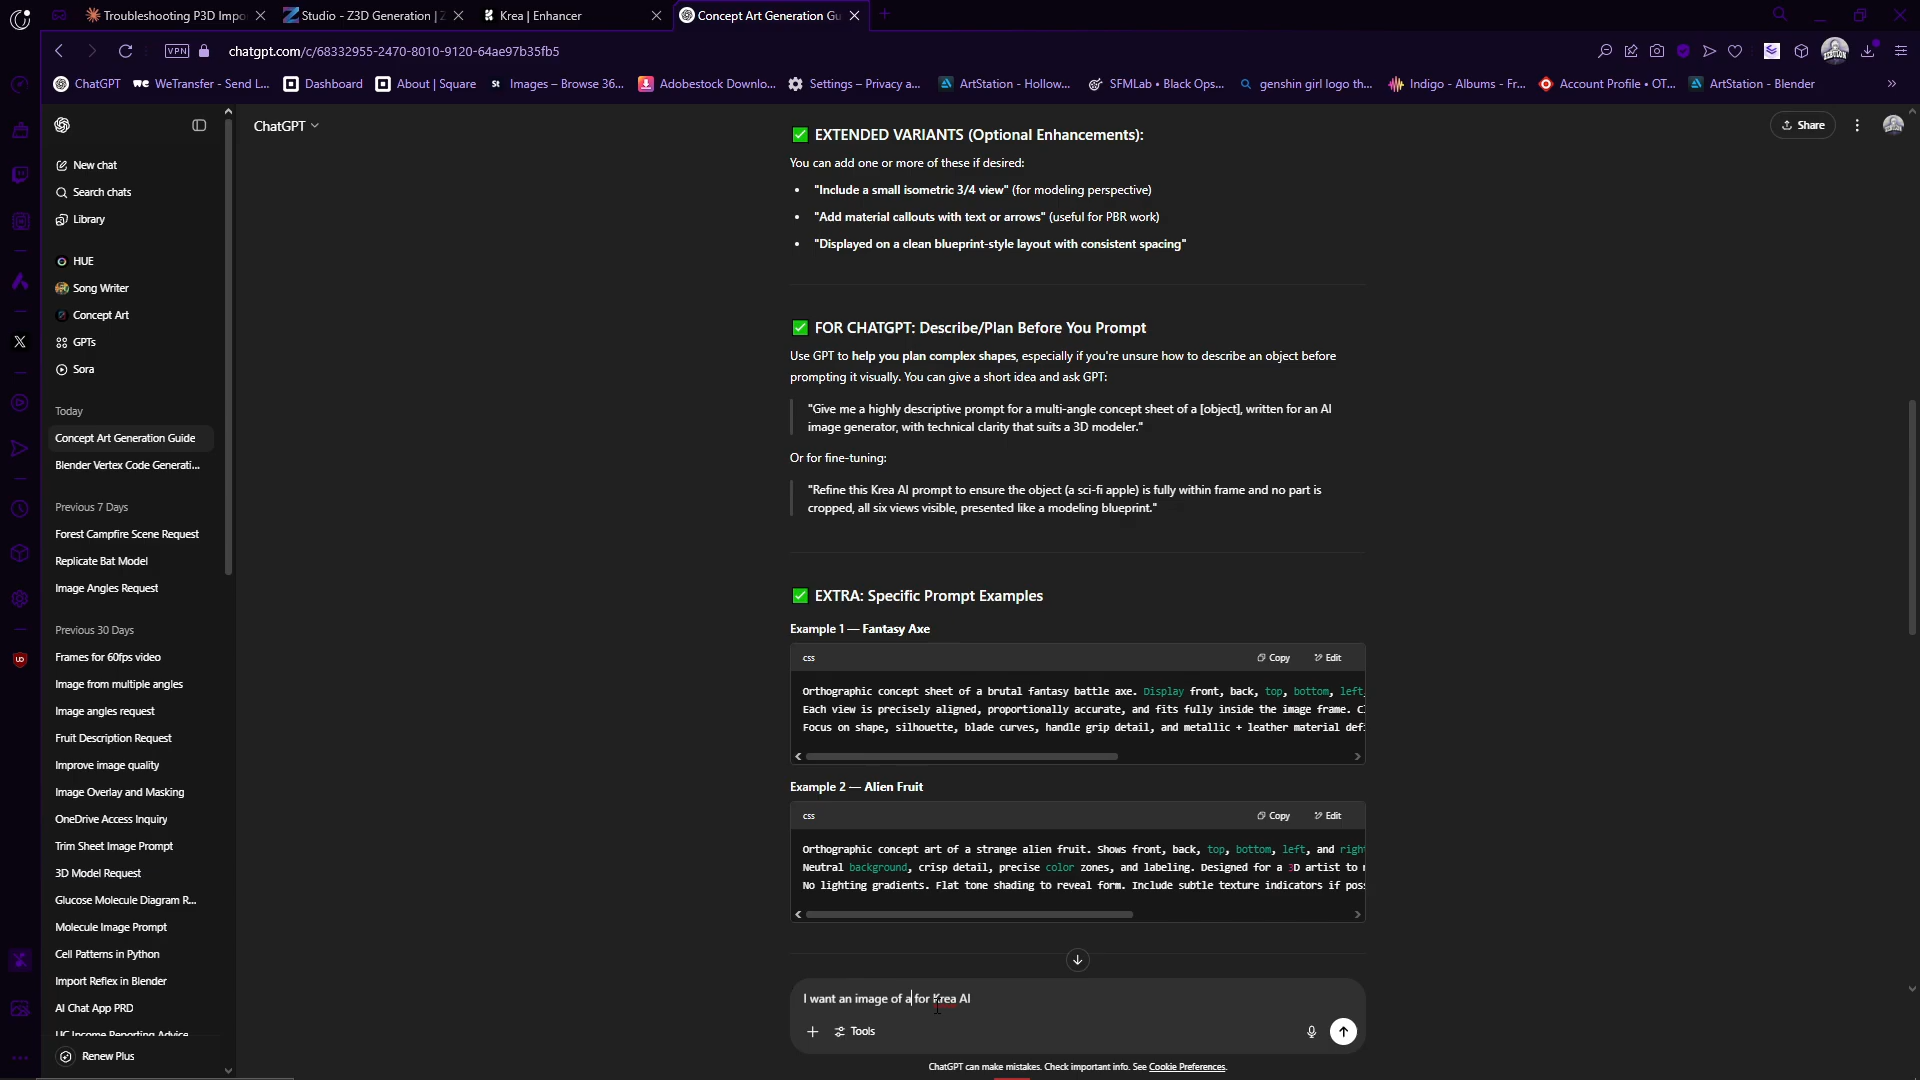 Troubleshooting P3D Impo
Studio - Z3D Generation | Z
Krea | Enhancer
Concept Art Generation Gu
VPN
chatgpt.com/c/68332955-2470-8010-9120-64ae97b35fb5
ChatGPT
WeTransfer - Send L...
Dashboard
About | Square
Images – Browse 36...
Adobestock Downlo...
Settings – Privacy a...
ArtStation - Hollow...
SFMLab • Black Ops...
genshin girl logo th...
Indigo - Albums - Fr...
Account Profile • OT...
ArtStation - Blender
ChatGPT
Share
New chat
Search chats
Library
HUE
Song Writer
Concept Art
GPTs
Sora
Today
Concept Art Generation Guide
Blender Vertex Code Generati...
Previous 7 Days
Forest Campfire Scene Request
Replicate Bat Model
Image Angles Request
Previous 30 Days
Frames for 60fps video
Image from multiple angles
Image angles request
Fruit Description Request
Improve image quality
Image Overlay and Masking
OneDrive Access Inquiry
Trim Sheet Image Prompt
3D Model Request
Glucose Molecule Diagram R...
Molecule Image Prompt
Cell Patterns in Python
Import Reflex in Blender
AI Chat App PRD
UC Income Reporting Advice
Renew Plus
✅ EXTENDED VARIANTS (Optional Enhancements):
You can add one or more of these if desired:
• "Include a small isometric 3/4 view" (for modeling perspective)
• "Add material callouts with text or arrows" (useful for PBR work)
• "Displayed on a clean blueprint-style layout with consistent spacing"
✅ FOR CHATGPT: Describe/Plan Before You Prompt
Use GPT to help you plan complex shapes, especially if you're unsure how to describe an object before
prompting it visually. You can give a short idea and ask GPT:
"Give me a highly descriptive prompt for a multi-angle concept sheet of a [object], written for an AI
image generator, with technical clarity that suits a 3D modeler."
Or for fine-tuning:
"Refine this Krea AI prompt to ensure the object (a sci-fi apple) is fully within frame and no part is
cropped, all six views visible, presented like a modeling blueprint."
✅ EXTRA: Specific Prompt Examples
Example 1 — Fantasy Axe
css
Copy
Edit
Orthographic concept sheet of a brutal fantasy battle axe. Display front, back, top, bottom, left,
Each view is precisely aligned, proportionally accurate, and fits fully inside the image frame. C
Focus on shape, silhouette, blade curves, handle grip detail, and metallic + leather material def
Example 2 — Alien Fruit
css
Copy
Edit
Orthographic concept art of a strange alien fruit. Shows front, back, top, bottom, left, and righ
Neutral background, crisp detail, precise color zones, and labeling. Designed for a 3D artist to
No lighting gradients. Flat tone shading to reveal form. Include subtle texture indicators if pos
I want an image of a for Krea AI
Tools
ChatGPT can make mistakes. Check important info. See Cookie Preferences.